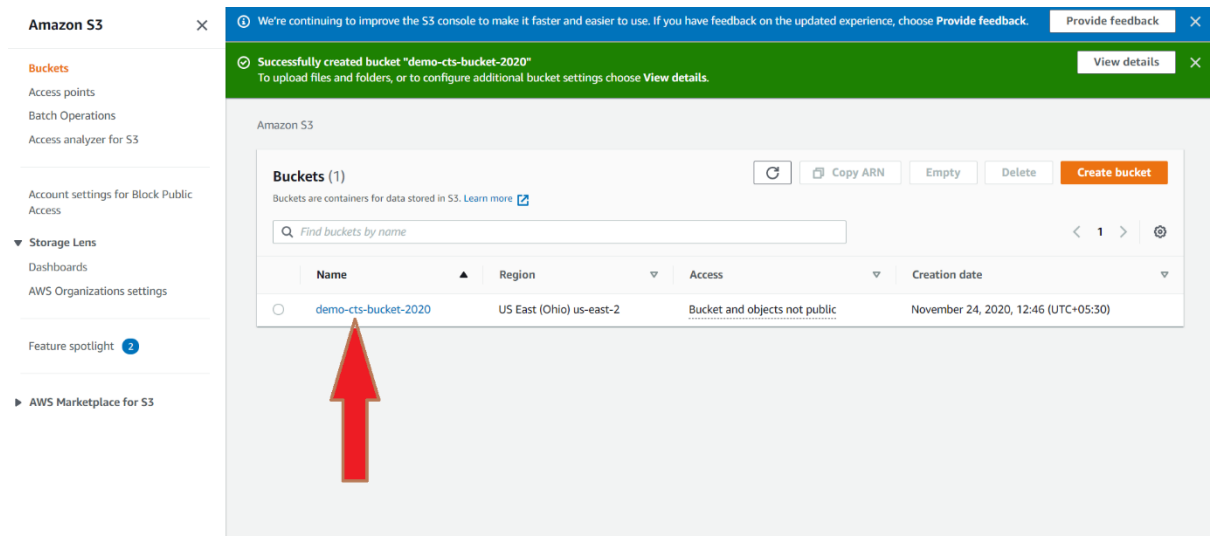 Amazon S3
Buckets
Access points
Batch Operations
Access analyzer for S3
Account settings for Block Public
Access
Storage Lens
Dashboards
AWS Organizations settings
Feature spotlight 2
AWS Marketplace for S3
We're continuing to improve the S3 console to make it faster and easier to use. If you have feedback on the updated experience, choose Provide feedback. Provide feedback
Successfully created bucket "demo-cts-bucket-2020"
To upload files and folders, or to configure additional bucket settings choose View details.
View details
Amazon S3
Buckets (1)
Buckets are containers for data stored in S3. Learn more
Copy ARN Empty Delete Create bucket
Find buckets by name
1
Name Region Access Creation date
demo-cts-bucket-2020 US East (Ohio) us-east-2 Bucket and objects not public November 24, 2020, 12:46 (UTC+05:30)